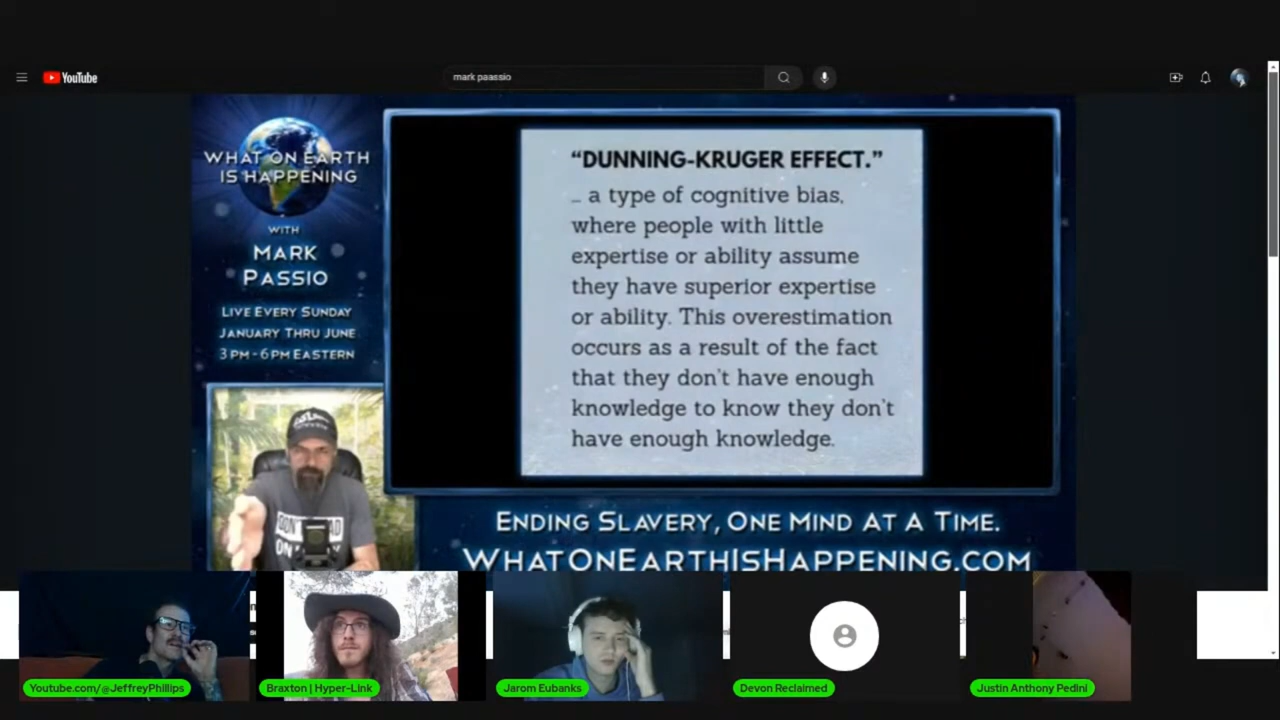 YouTube
mark paassio
WHAT ON EARTH
IS HAPPENING
WITH
MARK
PASSIO
LIVE EVERY SUNDAY
JANUARY THRU JUNE
3 PM - 6 PM EASTERN
“DUNNING-KRUGER EFFECT.”
... a type of cognitive bias,
where people with little
expertise or ability assume
they have superior expertise
or ability. This overestimation
occurs as a result of the fact
that they don't have enough
knowledge to know they don't
have enough knowledge.
ENDING SLAVERY, ONE MIND AT A TIME.
WHATONEARTHISHAPPENING.COM
Youtube.com/@JeffreyPhillips
Braxton | Hyper-Link
Jarom Eubanks
Devon Reclaimed
Justin Anthony Pedini